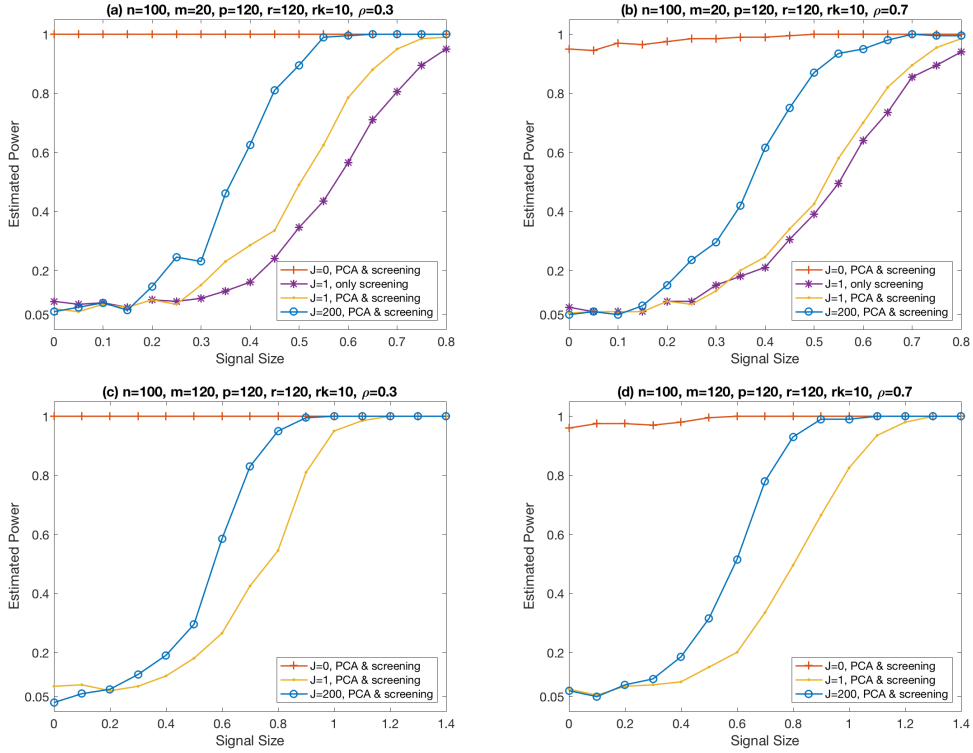 (a) n=100, m=20, p=120, r=120, rk=10, ρ=0.3
1
0.8
0.6
0.4
0.2
0.05
Estimated Power
0 0.1 0.2 0.3 0.4 0.5 0.6 0.7 0.8
Signal Size
J=0, PCA & screening
J=1, only screening
J=1, PCA & screening
J=200, PCA & screening
(b) n=100, m=20, p=120, r=120, rk=10, ρ=0.7
1
0.8
0.6
0.4
0.2
0.05
Estimated Power
0 0.1 0.2 0.3 0.4 0.5 0.6 0.7 0.8
Signal Size
J=0, PCA & screening
J=1, only screening
J=1, PCA & screening
J=200, PCA & screening
(c) n=100, m=120, p=120, r=120, rk=10, ρ=0.3
1
0.8
0.6
0.4
0.2
0.05
Estimated Power
0 0.2 0.4 0.6 0.8 1 1.2 1.4
Signal Size
J=0, PCA & screening
J=1, PCA & screening
J=200, PCA & screening
(d) n=100, m=120, p=120, r=120, rk=10, ρ=0.7
1
0.8
0.6
0.4
0.2
0.05
Estimated Power
0 0.2 0.4 0.6 0.8 1 1.2 1.4
Signal Size
J=0, PCA & screening
J=1, PCA & screening
J=200, PCA & screening